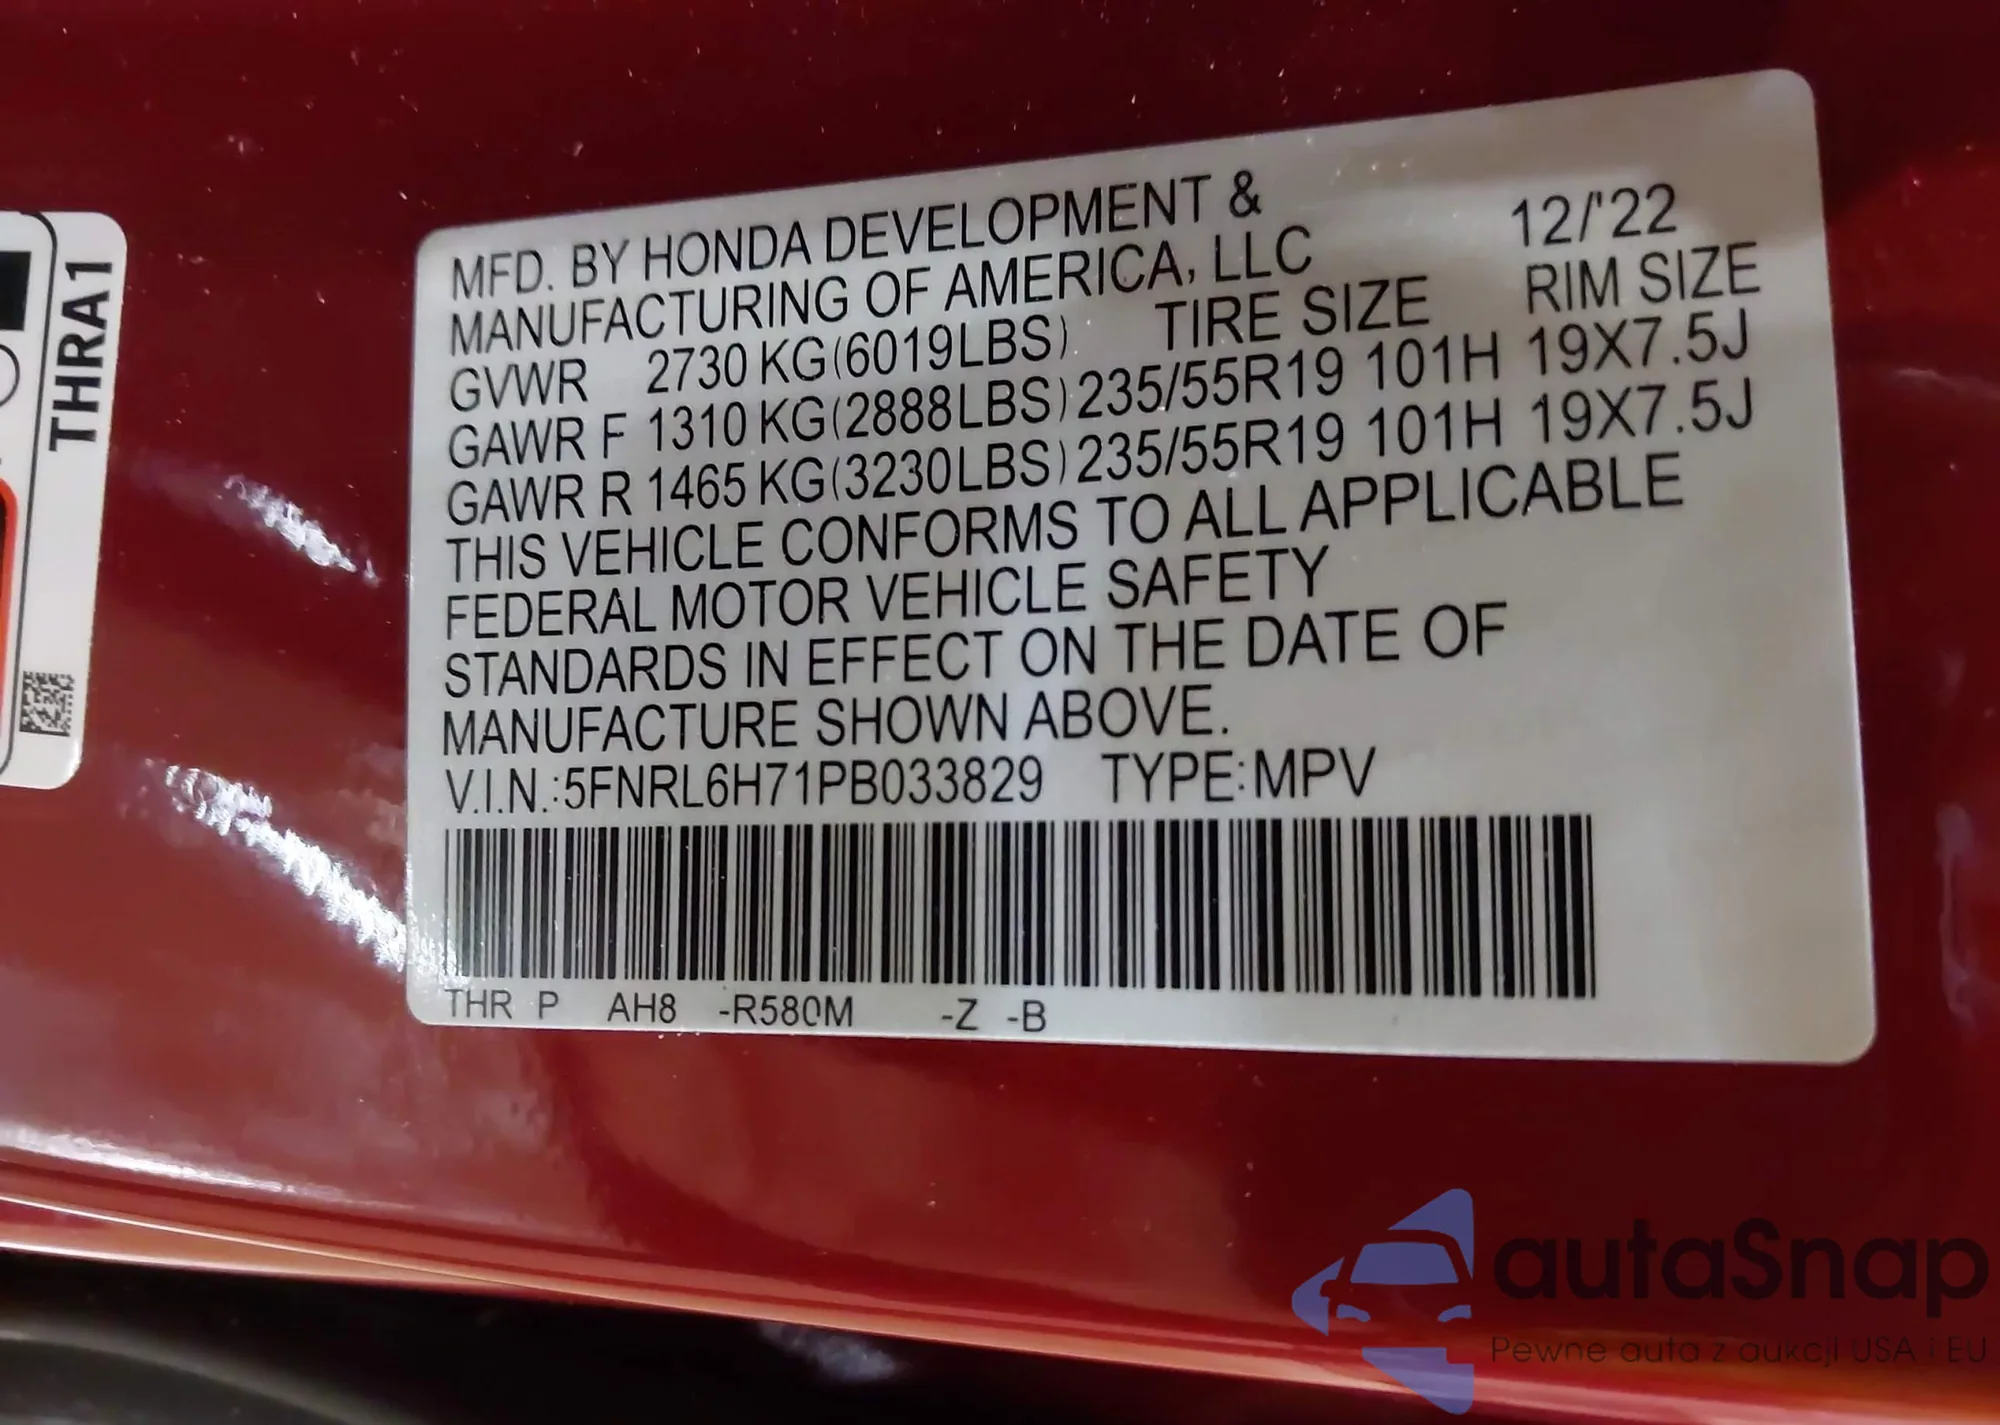 THRA1
MFD. BY HONDA DEVELOPMENT &
MANUFACTURING OF AMERICA, LLC 12/'22
GVWR 2730 KG(6019LBS) TIRE SIZE RIM SIZE
GAWR F 1310 KG(2888LBS) 235/55R19 101H 19X7.5J
GAWR R 1465 KG(3230LBS) 235/55R19 101H 19X7.5J
THIS VEHICLE CONFORMS TO ALL APPLICABLE
FEDERAL MOTOR VEHICLE SAFETY
STANDARDS IN EFFECT ON THE DATE OF
MANUFACTURE SHOWN ABOVE.
V.I.N.:5FNRL6H71PB033829 TYPE:MPV
THR P AH8 -R580M -Z -B
autaSnap
Pewne auta z aukcji USA i EU